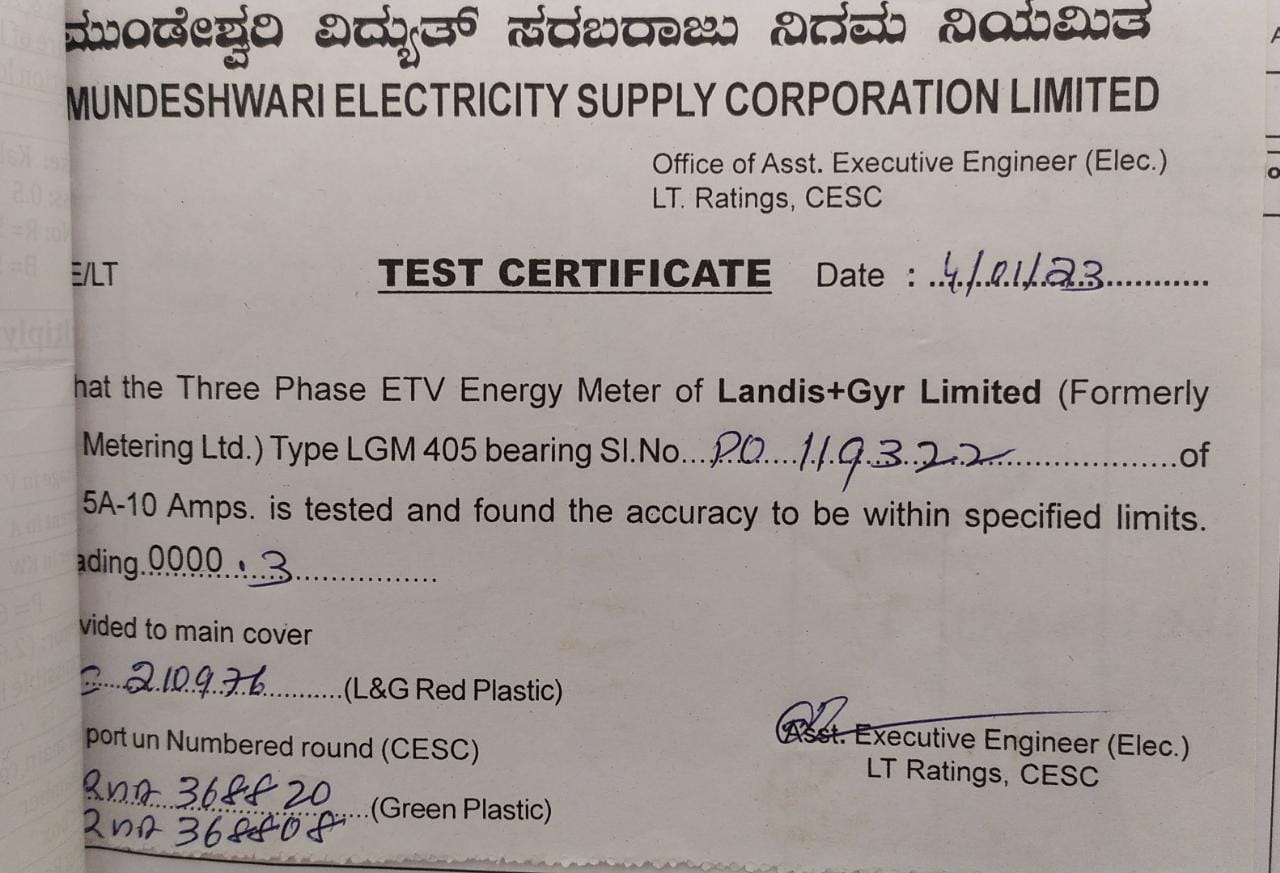 ಮುಂಡೇಶ್ವರಿ ವಿದ್ಯುತ್ ಸರಬರಾಜು ನಿಗಮ ನಿಯಮಿತ
MUNDESHWARI ELECTRICITY SUPPLY CORPORATION LIMITED
Office of Asst. Executive Engineer (Elec.)
LT. Ratings, CESC
E/LT TEST CERTIFICATE Date : 4/01/23
hat the Three Phase ETV Energy Meter of Landis+Gyr Limited (Formerly
Metering Ltd.) Type LGM 405 bearing Sl.No... PO 119322 of
5A-10 Amps. is tested and found the accuracy to be within specified limits.
ading.0000.3
vided to main cover
210976 (L&G Red Plastic)
port un Numbered round (CESC)
368820
(Green Plastic)
368808
Asst. Executive Engineer (Elec.)
LT Ratings, CESC